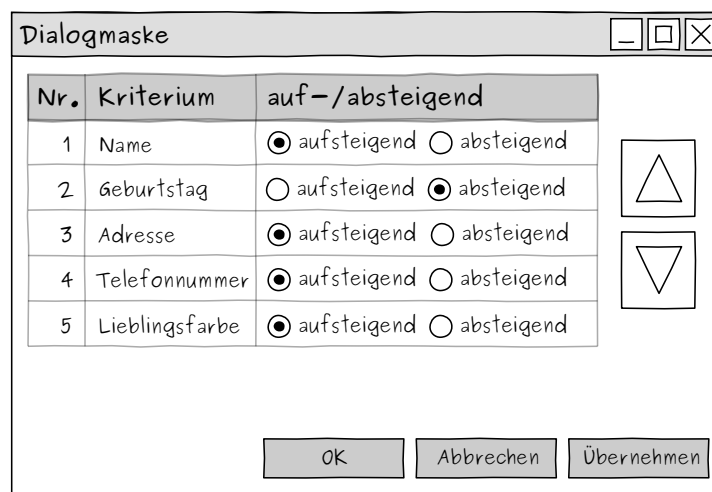 Dialogmaske
Nr. Kriterium auf-/absteigend
1 Name aufsteigend absteigend
2 Geburtstag aufsteigend absteigend
3 Adresse aufsteigend absteigend
4 Telefonnummer aufsteigend absteigend
5 Lieblingsfarbe aufsteigend absteigend
OK Abbrechen Übernehmen